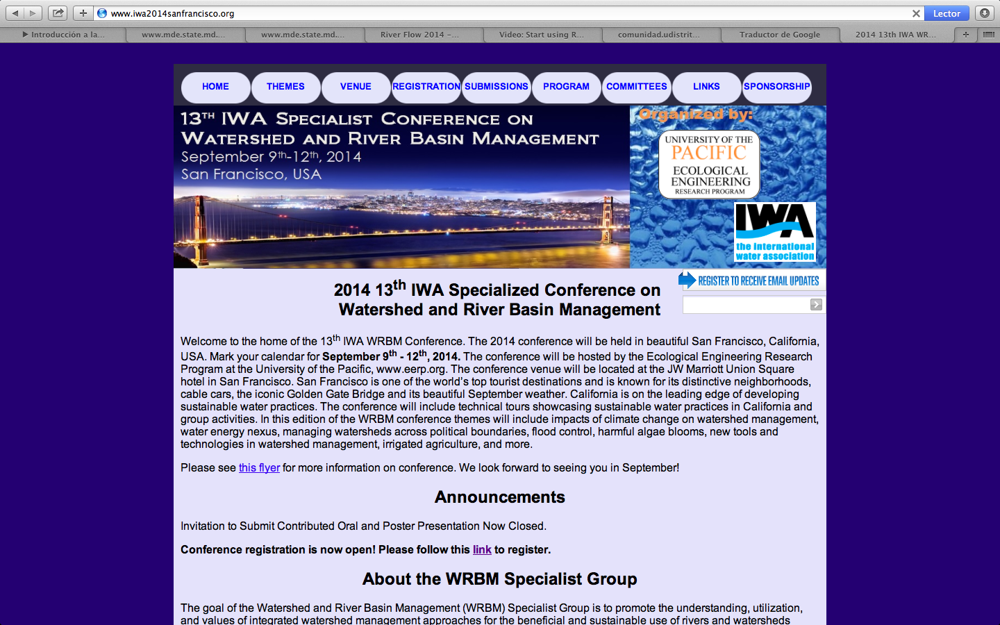 www.iwa2014sanfrancisco.org
Lector
▶ Introducción a la...
www.mde.state.md....
www.mde.state.md....
River Flow 2014 –...
Video: Start using R...
comunidad.udistrit...
Traductor de Google
2014 13th IWA WR...
HOME
THEMES
VENUE
REGISTRATION
SUBMISSIONS
PROGRAM
COMMITTEES
LINKS
SPONSORSHIP
13TH IWA Specialist Conference on
Watershed and River Basin Management
September 9th-12th, 2014
San Francisco, USA
Organized by:
UNIVERSITY OF THE
PACIFIC
ECOLOGICAL
ENGINEERING
RESEARCH PROGRAM
IWA
the international
water association
REGISTER TO RECEIVE EMAIL UPDATES
2014 13th IWA Specialized Conference on
Watershed and River Basin Management
Welcome to the home of the 13th IWA WRBM Conference. The 2014 conference will be held in beautiful San Francisco, California,
USA. Mark your calendar for September 9th - 12th, 2014. The conference will be hosted by the Ecological Engineering Research
Program at the University of the Pacific, www.eerp.org. The conference venue will be located at the JW Marriott Union Square
hotel in San Francisco. San Francisco is one of the world's top tourist destinations and is known for its distinctive neighborhoods,
cable cars, the iconic Golden Gate Bridge and its beautiful September weather. California is on the leading edge of developing
sustainable water practices. The conference will include technical tours showcasing sustainable water practices in California and
group activities. In this edition of the WRBM conference themes will include impacts of climate change on watershed management,
water energy nexus, managing watersheds across political boundaries, flood control, harmful algae blooms, new tools and
technologies in watershed management, irrigated agriculture, and more.
Please see this flyer for more information on conference. We look forward to seeing you in September!
Announcements
Invitation to Submit Contributed Oral and Poster Presentation Now Closed.
Conference registration is now open! Please follow this link to register.
About the WRBM Specialist Group
The goal of the Watershed and River Basin Management (WRBM) Specialist Group is to promote the understanding, utilization,
and values of integrated watershed management approaches for the beneficial and sustainable use of rivers and watersheds